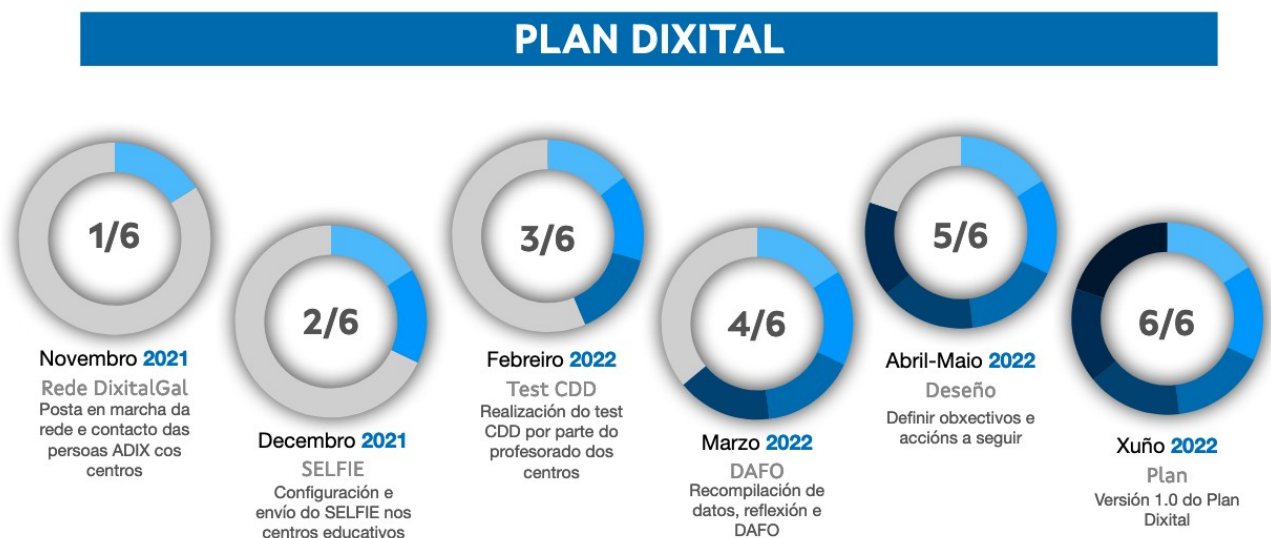 PLAN DIXITAL
1/6
Novembro 2021
Rede DixitalGal
Posta en marcha da
rede e contacto das
persoas ADIX cos
centros
2/6
Decembro 2021
SELFIE
Configuración e
envío do SELFIE nos
centros educativos
3/6
Febreiro 2022
Test CDD
Realización do test
CDD por parte do
profesorado dos
centros
4/6
Marzo 2022
DAFO
Recompilación de
datos, reflexión e
DAFO
5/6
Abril-Maio 2022
Deseño
Definir obxectivos e
accións a seguir
6/6
Xuño 2022
Plan
Versión 1.0 do Plan
Dixital